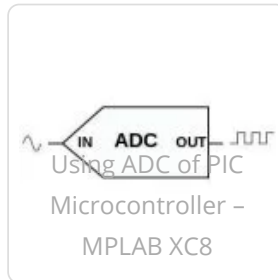 IN ADC OUT
Using ADC of PIC
Microcontroller –
MPLAB XC8